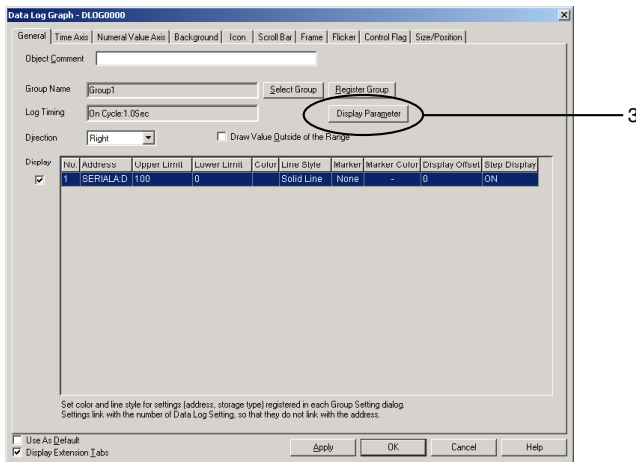 Data Log Graph - DLOG0000
General Time Axis Numeral Value Axis Background Icon Scroll Bar Frame Flicker Control Flag Size/Position
Object Comment
Group Name Group1 Select Group Register Group
Log Timing On Cycle:1.0Sec Display Parameter 3
Direction Right Draw Value Outside of the Range
Display No. Address Upper Limit Lower Limit Color Line Style Marker Marker Color Display Offset Step Display
1 SERIALA:D 100 0 Solid Line None - 0 ON
Set color and line style for settings (address, storage type) registered in each Group Setting dialog.
Settings link with the number of Data Log Setting, so that they do not link with the address.
Use As Default
Display Extension Tabs Apply OK Cancel Help